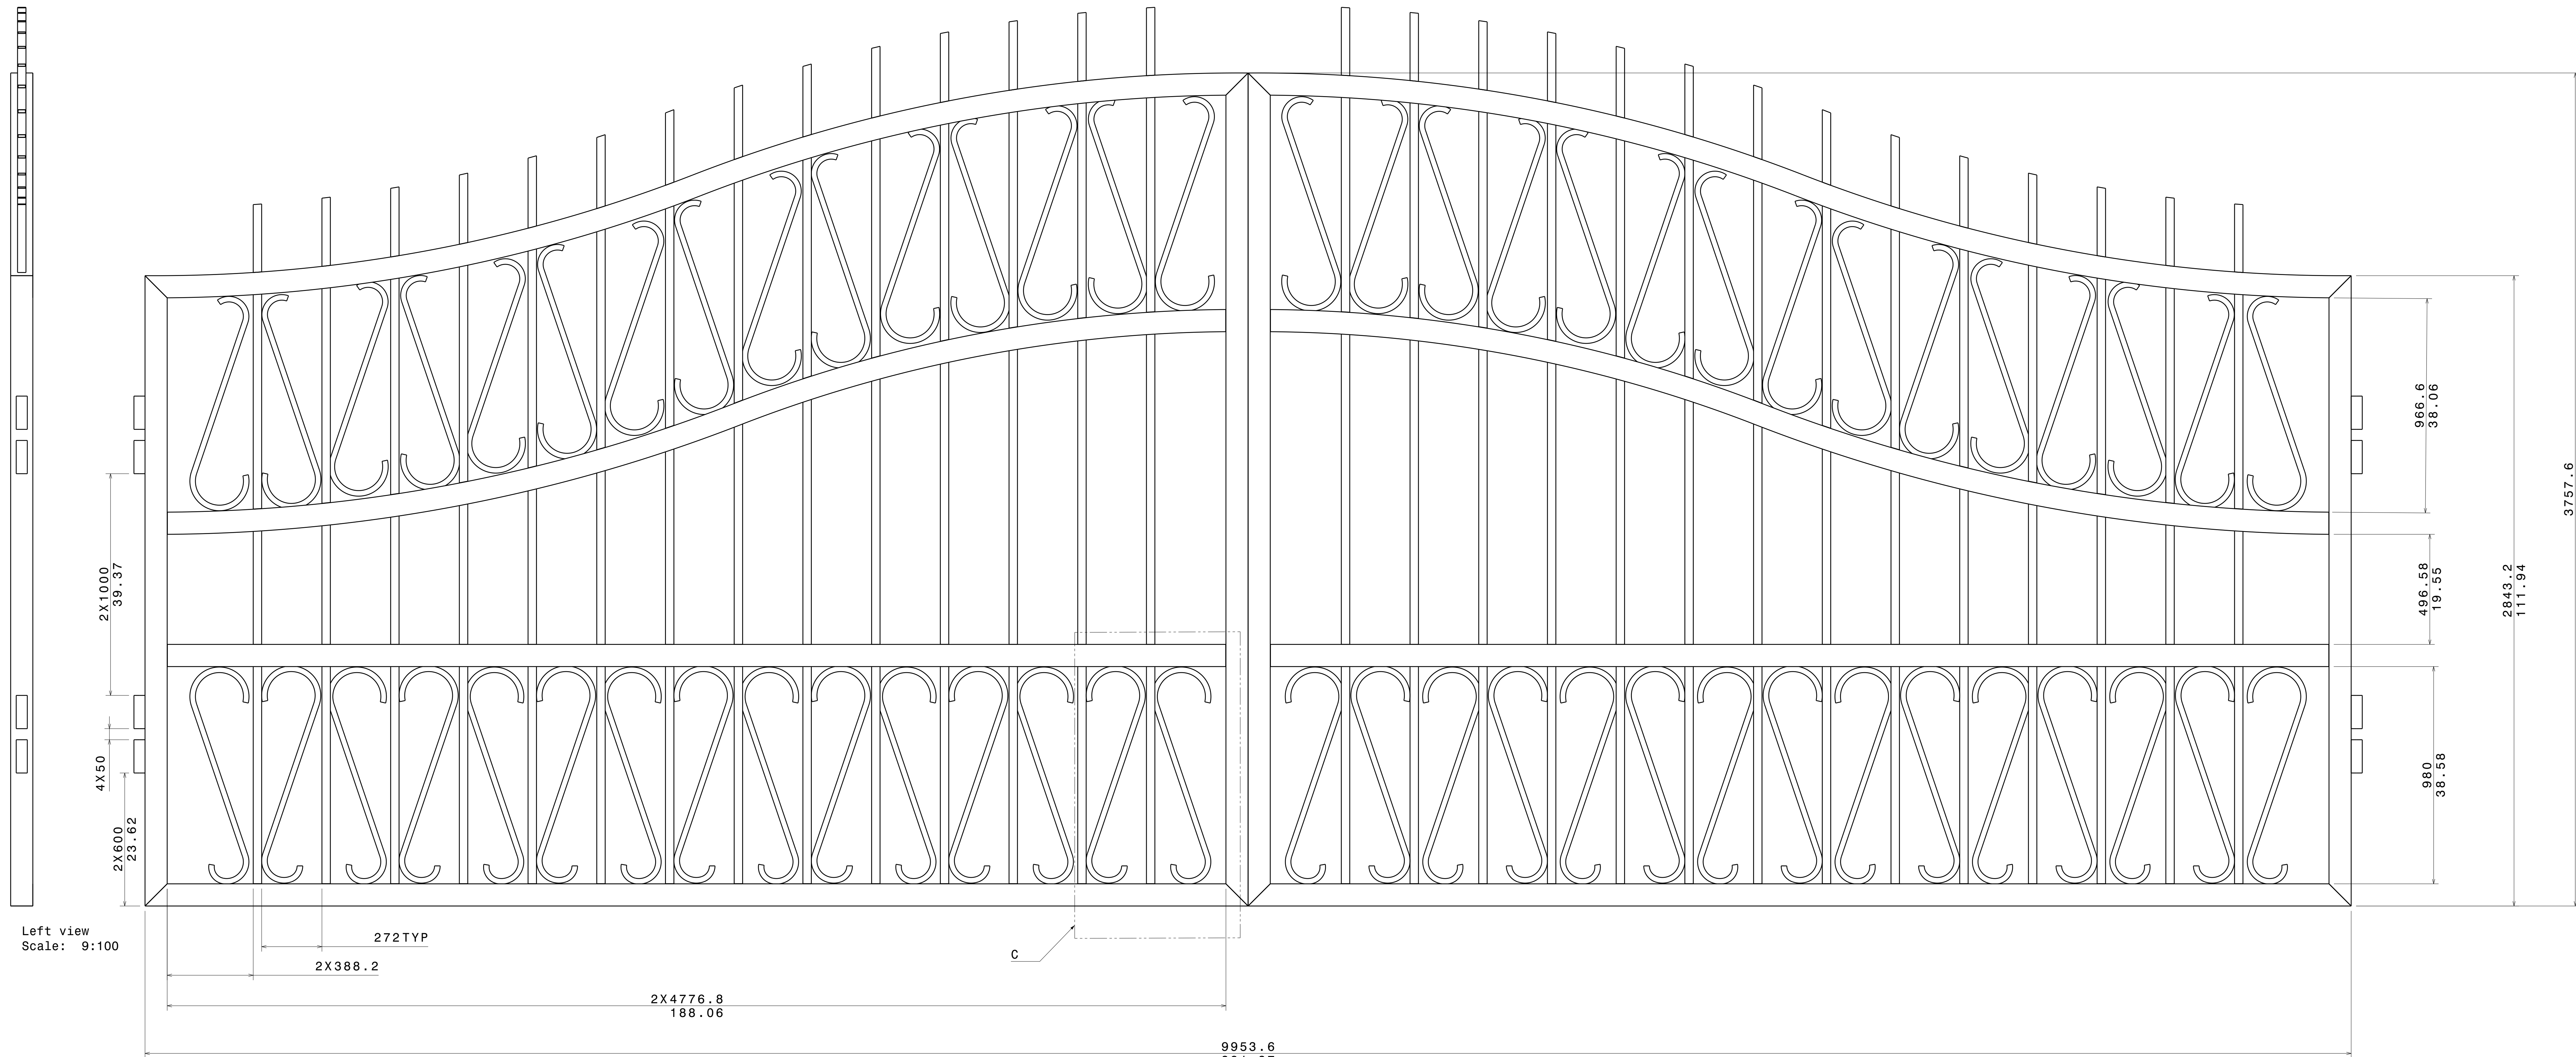 966.6
38.06
3757.6
2X1000
39.37
496.58
19.55
2843.2
111.94
4X50
980
38.58
2X600
23.62
Left view
Scale: 9:100
272TYP
C
2X388.2
2X4776.8
188.06
9953.6